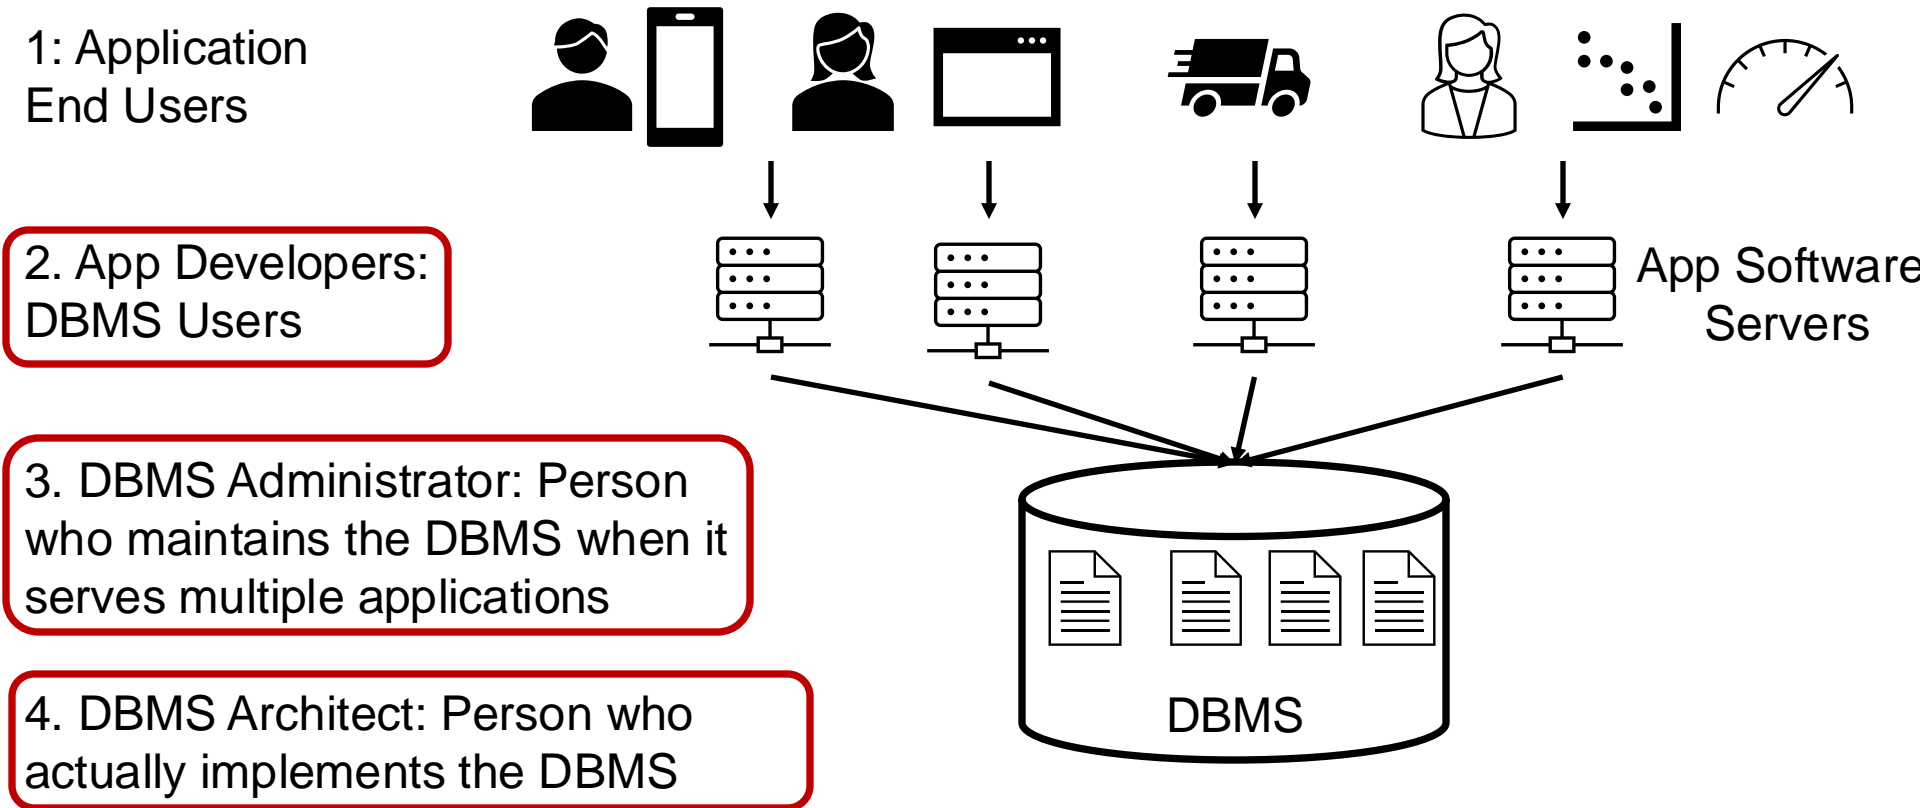 1: Application
End Users
2. App Developers:
DBMS Users
App Software
Servers
3. DBMS Administrator: Person
who maintains the DBMS when it
serves multiple applications
4. DBMS Architect: Person who
actually implements the DBMS
DBMS